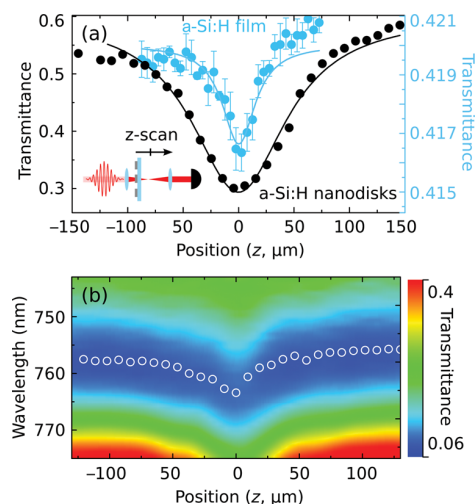 (a)
a-Si:H film
0.6
0.5
0.4
0.3
Transmittance
0.421
0.419
0.417
0.415
Transmittance
z-scan
a-Si:H nanodisks
−150 −100 −50 0 50 100 150
Position (z, μm)
(b)
Wavelength (nm)
750
760
770
0.4
Transmittance
0.06
−100 50 0 50 100
Position (z, μm)